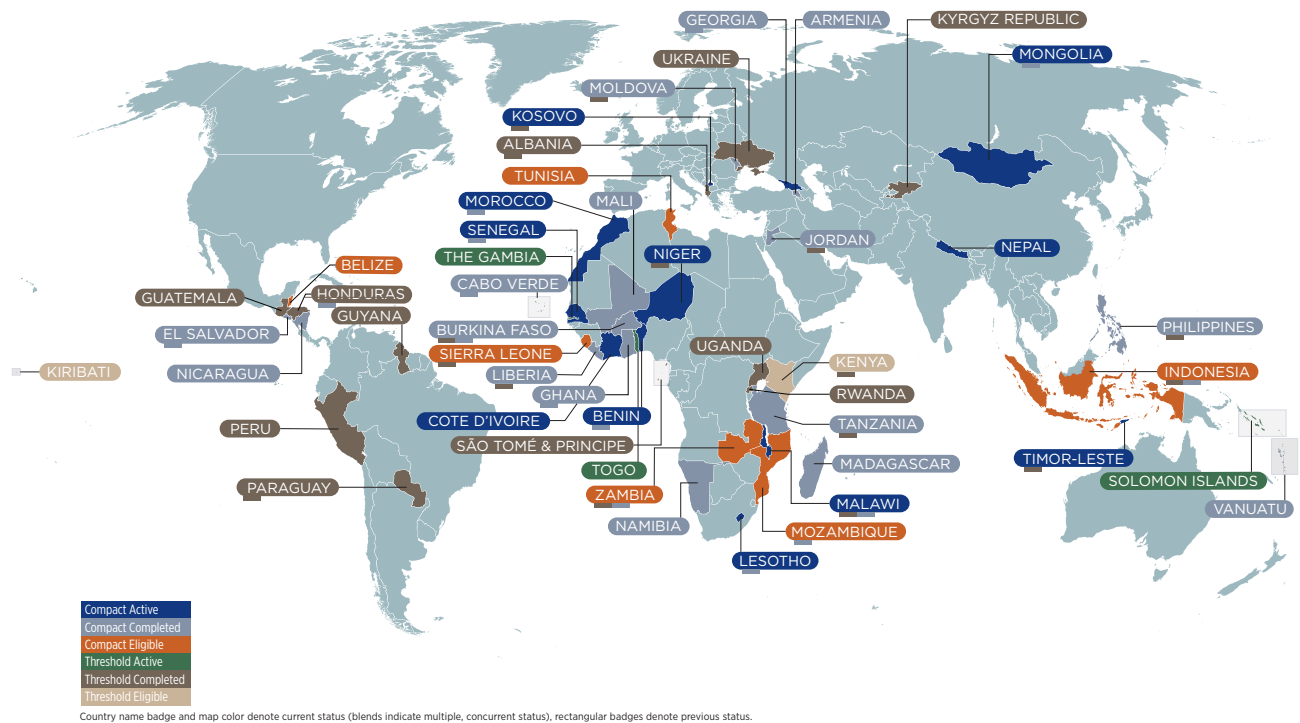 GEORGIA
ARMENIA
KYRGYZ REPUBLIC
MONGOLIA
UKRAINE
MOLDOVA
KOSOVO
ALBANIA
TUNISIA
MOROCCO
MALI
SENEGAL
JORDAN
NEPAL
THE GAMBIA
NIGER
BELIZE
CABO VERDE
GUATEMALA
HONDURAS
GUYANA
EL SALVADOR
BURKINA FASO
PHILIPPINES
UGANDA
SIERRA LEONE
KENYA
KIRIBATI
NICARAGUA
LIBERIA
INDONESIA
GHANA
RWANDA
COTE D'IVOIRE
BENIN
PERU
TANZANIA
SÃO TOMÉ & PRINCIPE
TIMOR-LESTE
MADAGASCAR
TOGO
SOLOMON ISLANDS
PARAGUAY
ZAMBIA
MALAWI
VANUATU
NAMIBIA
MOZAMBIQUE
LESOTHO
Compact Active
Compact Completed
Compact Eligible
Threshold Active
Threshold Completed
Threshold Eligible
Country name badge and map color denote current status (blends indicate multiple, concurrent status), rectangular badges denote previous status.